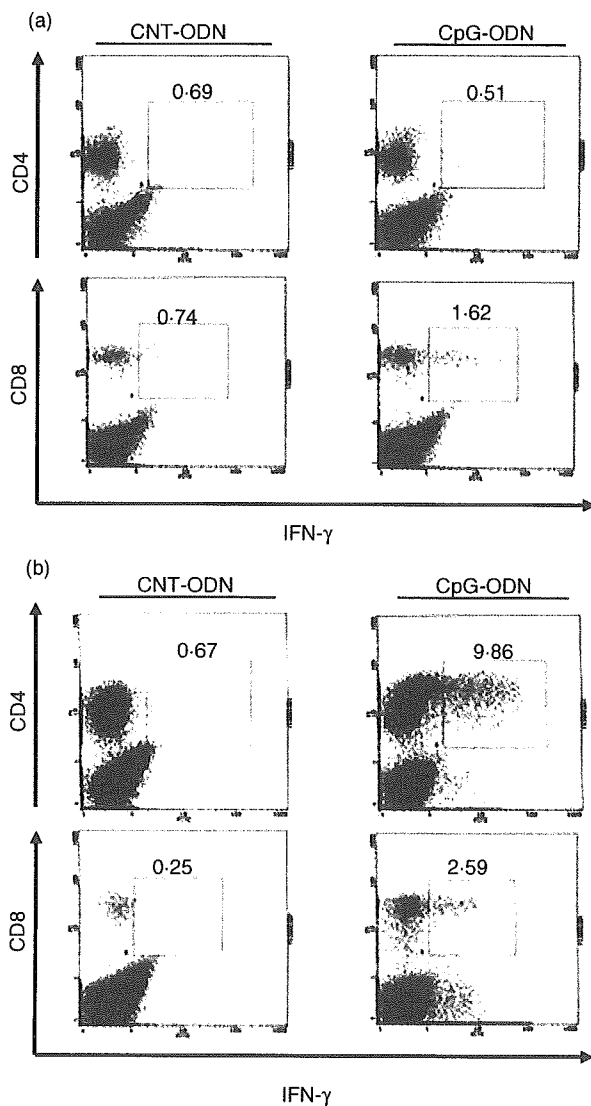 (a)
CNT-ODN CpG-ODN
CD4
0·69 0·51
CD8
0·74 1·62
IFN-γ
(b)
CNT-ODN CpG-ODN
CD4
0·67 9·86
CD8
0·25 2·59
IFN-γ